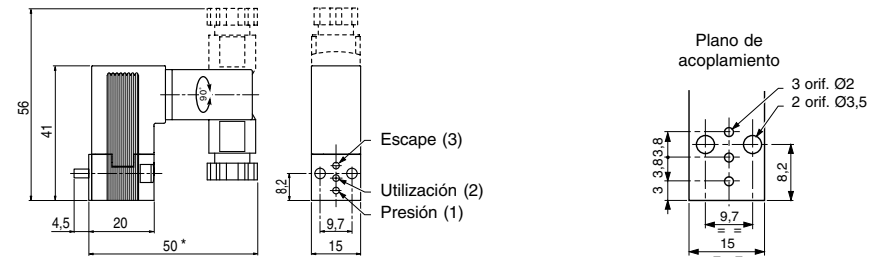 56
41
90°
4,5
20
50 *
8,2
9,7
15
Escape (3)
Utilización (2)
Presión (1)
Plano de
acoplamiento
3 orif. Ø2
2 orif. Ø3,5
3,8
3,8
3
8,2
9,7
= =
15
= =